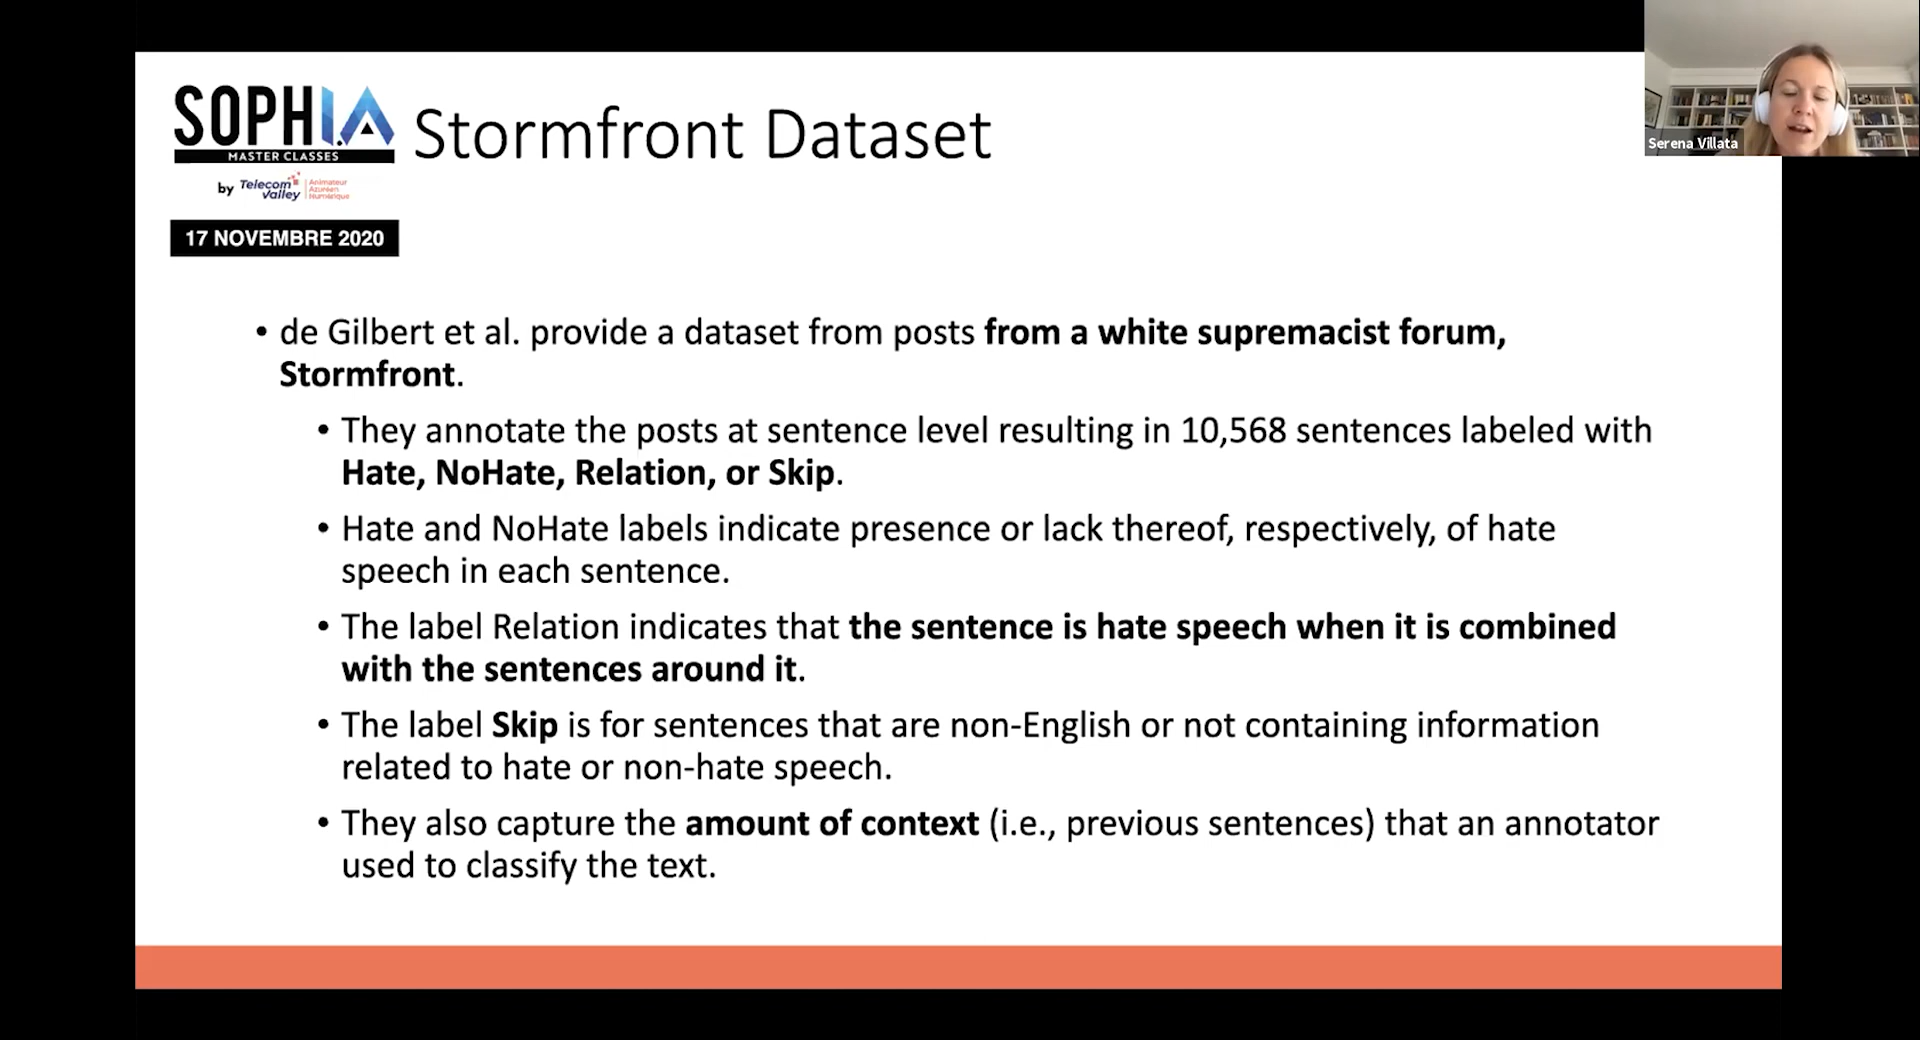 SOPHI.A
MASTER CLASSES
by Telecom Valley
Animateur
Azuréen
Numérique
Stormfront Dataset
Serena Villata
17 NOVEMBRE 2020
• de Gilbert et al. provide a dataset from posts from a white supremacist forum,
Stormfront.
• They annotate the posts at sentence level resulting in 10,568 sentences labeled with
Hate, NoHate, Relation, or Skip.
• Hate and NoHate labels indicate presence or lack thereof, respectively, of hate
speech in each sentence.
• The label Relation indicates that the sentence is hate speech when it is combined
with the sentences around it.
• The label Skip is for sentences that are non-English or not containing information
related to hate or non-hate speech.
• They also capture the amount of context (i.e., previous sentences) that an annotator
used to classify the text.